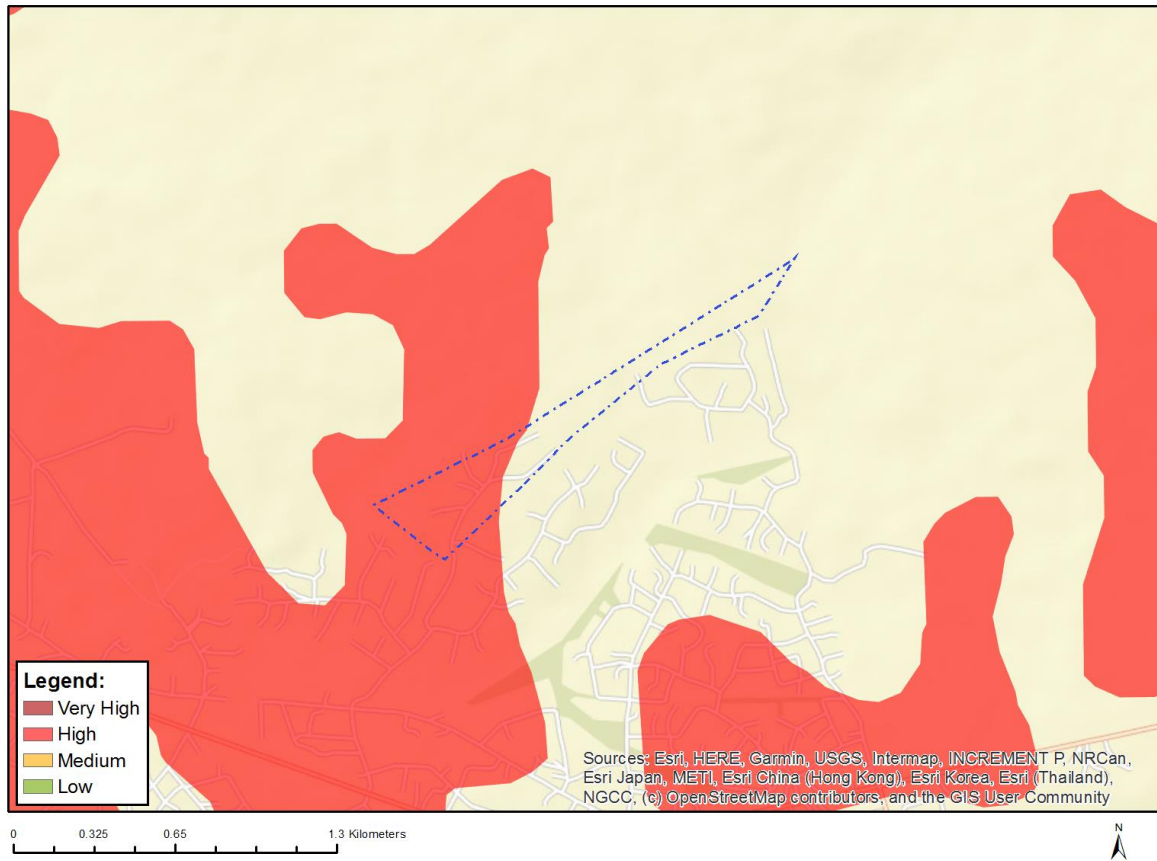 Legend:
Very High
High
Medium
Low
Sources: Esri, HERE, Garmin, USGS, Intermap, INCREMENT P, NRCan,
Esri Japan, METI, Esri China (Hong Kong), Esri Korea, Esri (Thailand),
NGCC, (c) OpenStreetMap contributors, and the GIS User Community
0 0.325 0.65 1.3 Kilometers
N